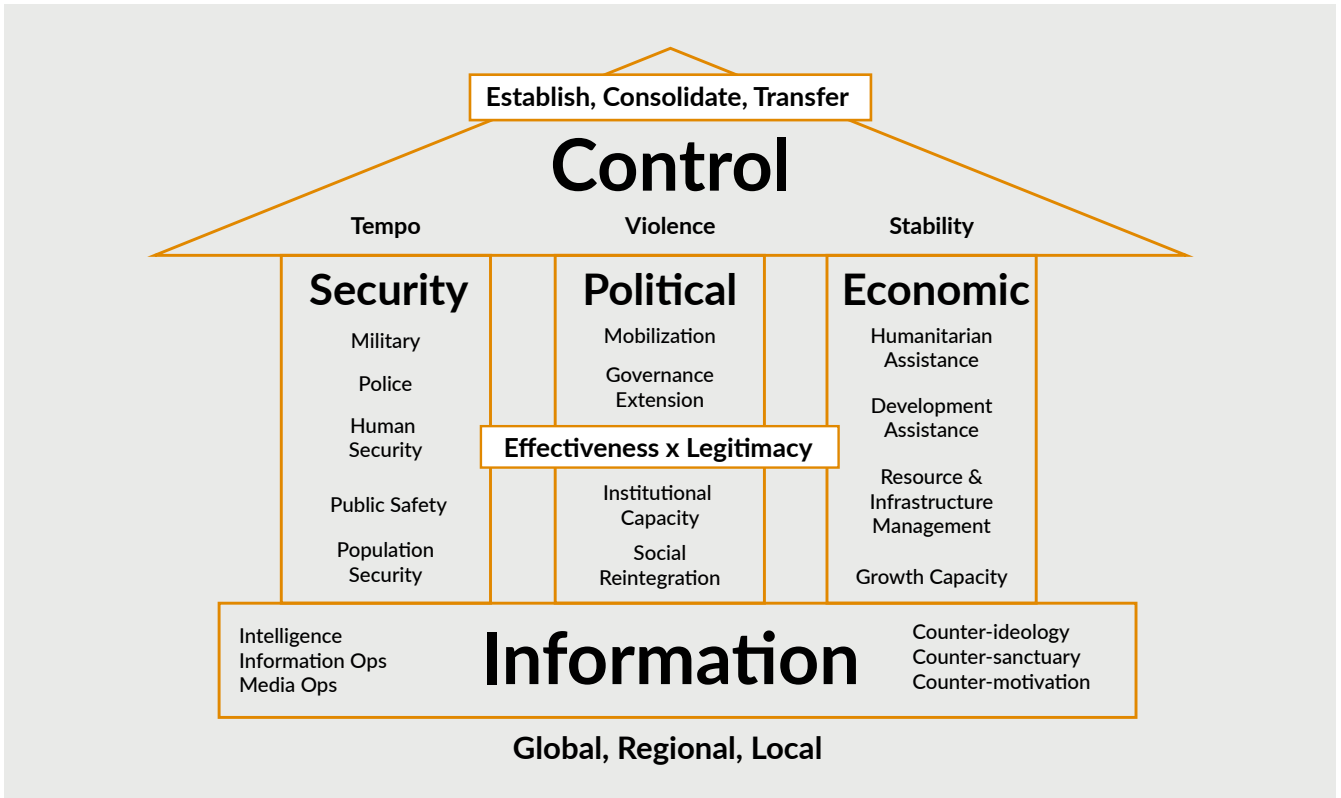 Establish, Consolidate, Transfer
Control
Tempo
Violence
Stability
Security
Military
Police
Human
Security
Public Safety
Population
Security
Political
Mobilization
Governance
Extension
Effectiveness x Legitimacy
Institutional
Capacity
Social
Reintegration
Economic
Humanitarian
Assistance
Development
Assistance
Resource &
Infrastructure
Management
Growth Capacity
Intelligence
Information Ops
Media Ops
Information
Counter-ideology
Counter-sanctuary
Counter-motivation
Global, Regional, Local